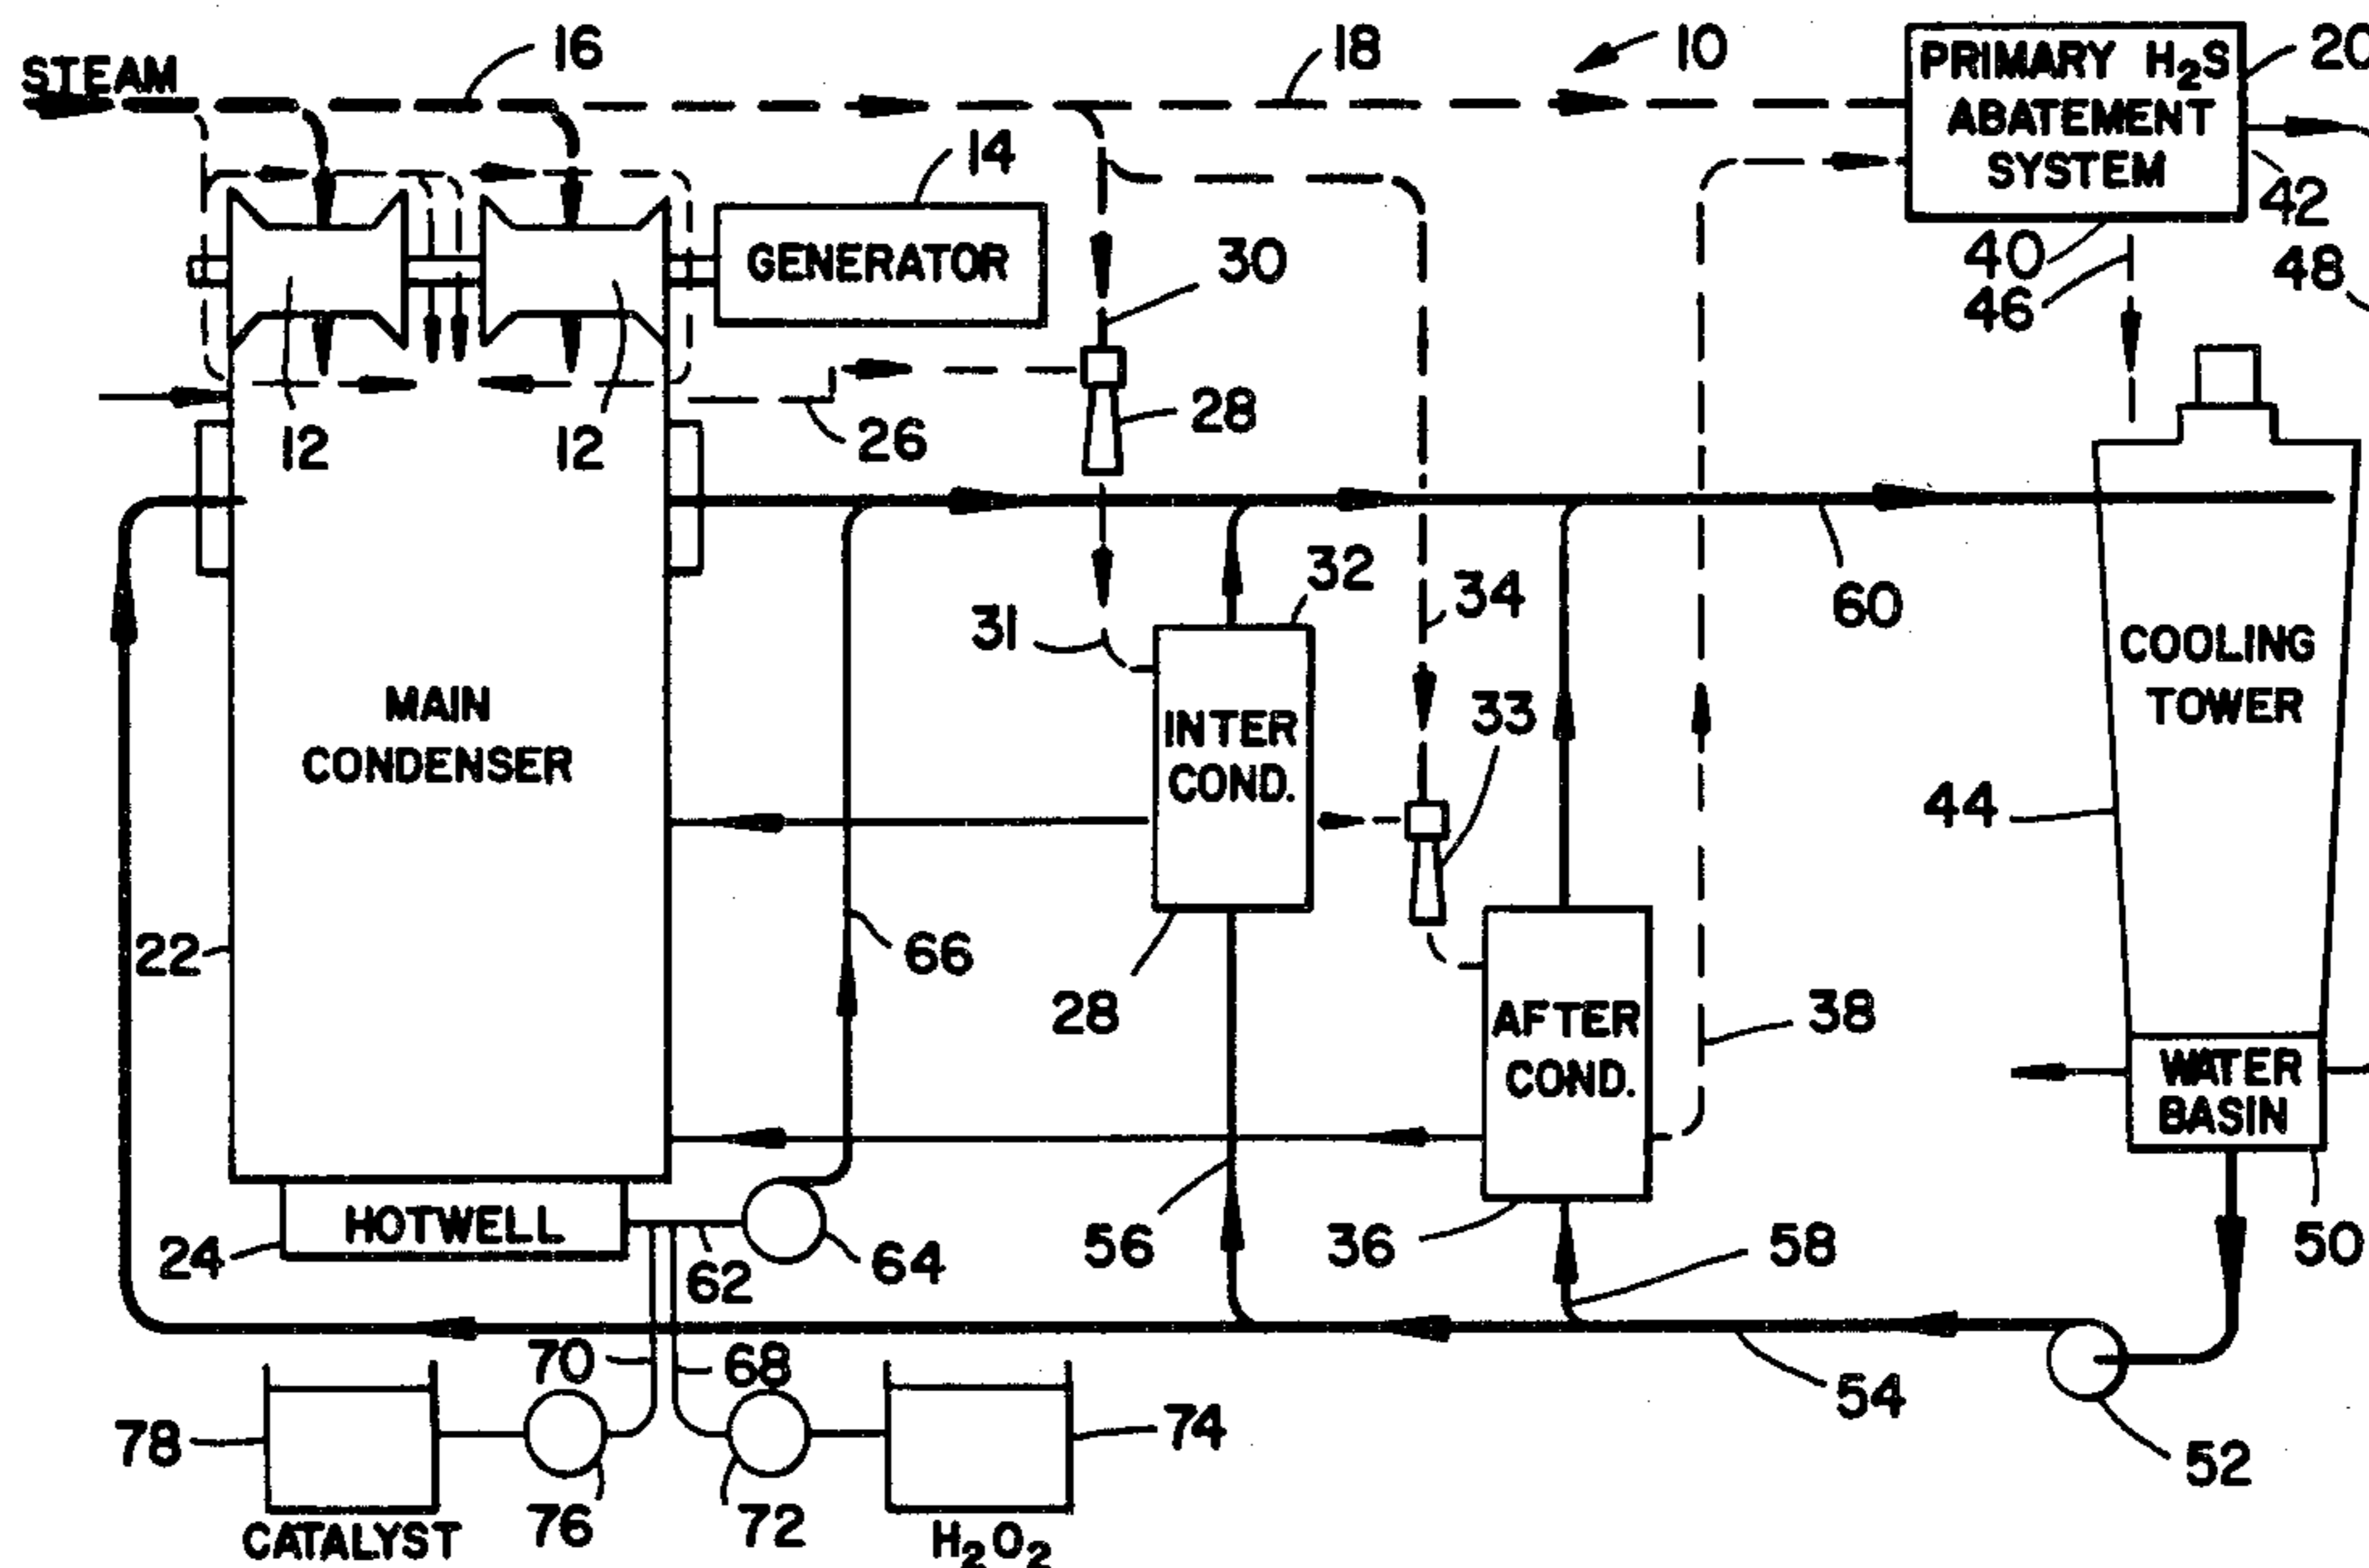 STEAM
16
18
10
PRIMARY H₂S
ABATEMENT
SYSTEM
20
42
40
46
48
14
GENERATOR
30
28
12
12
26
31
32
34
33
60
COOLING
TOWER
44
MAIN
CONDENSER
INTER
COND.
28
22
66
AFTER
COND.
38
WATER
BASIN
50
HOTWELL
24
62
64
56
36
58
54
52
70
68
78
76
72
74
CATALYST
H₂O₂